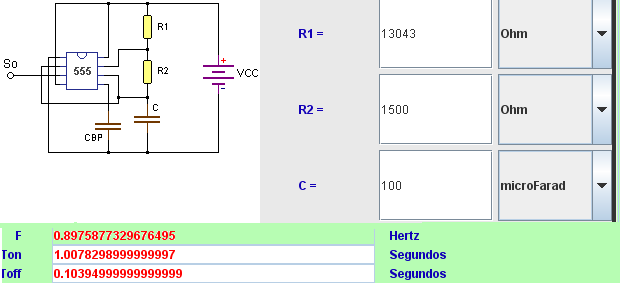 R1
So
555
R2
+
VCC
-
C
CBP
R1 = 13043 Ohm
R2 = 1500 Ohm
C = 100 microFarad
F 0.8975877329676495 Hertz
Ton 1.0078298999999997 Segundos
Toff 0.10394999999999999 Segundos